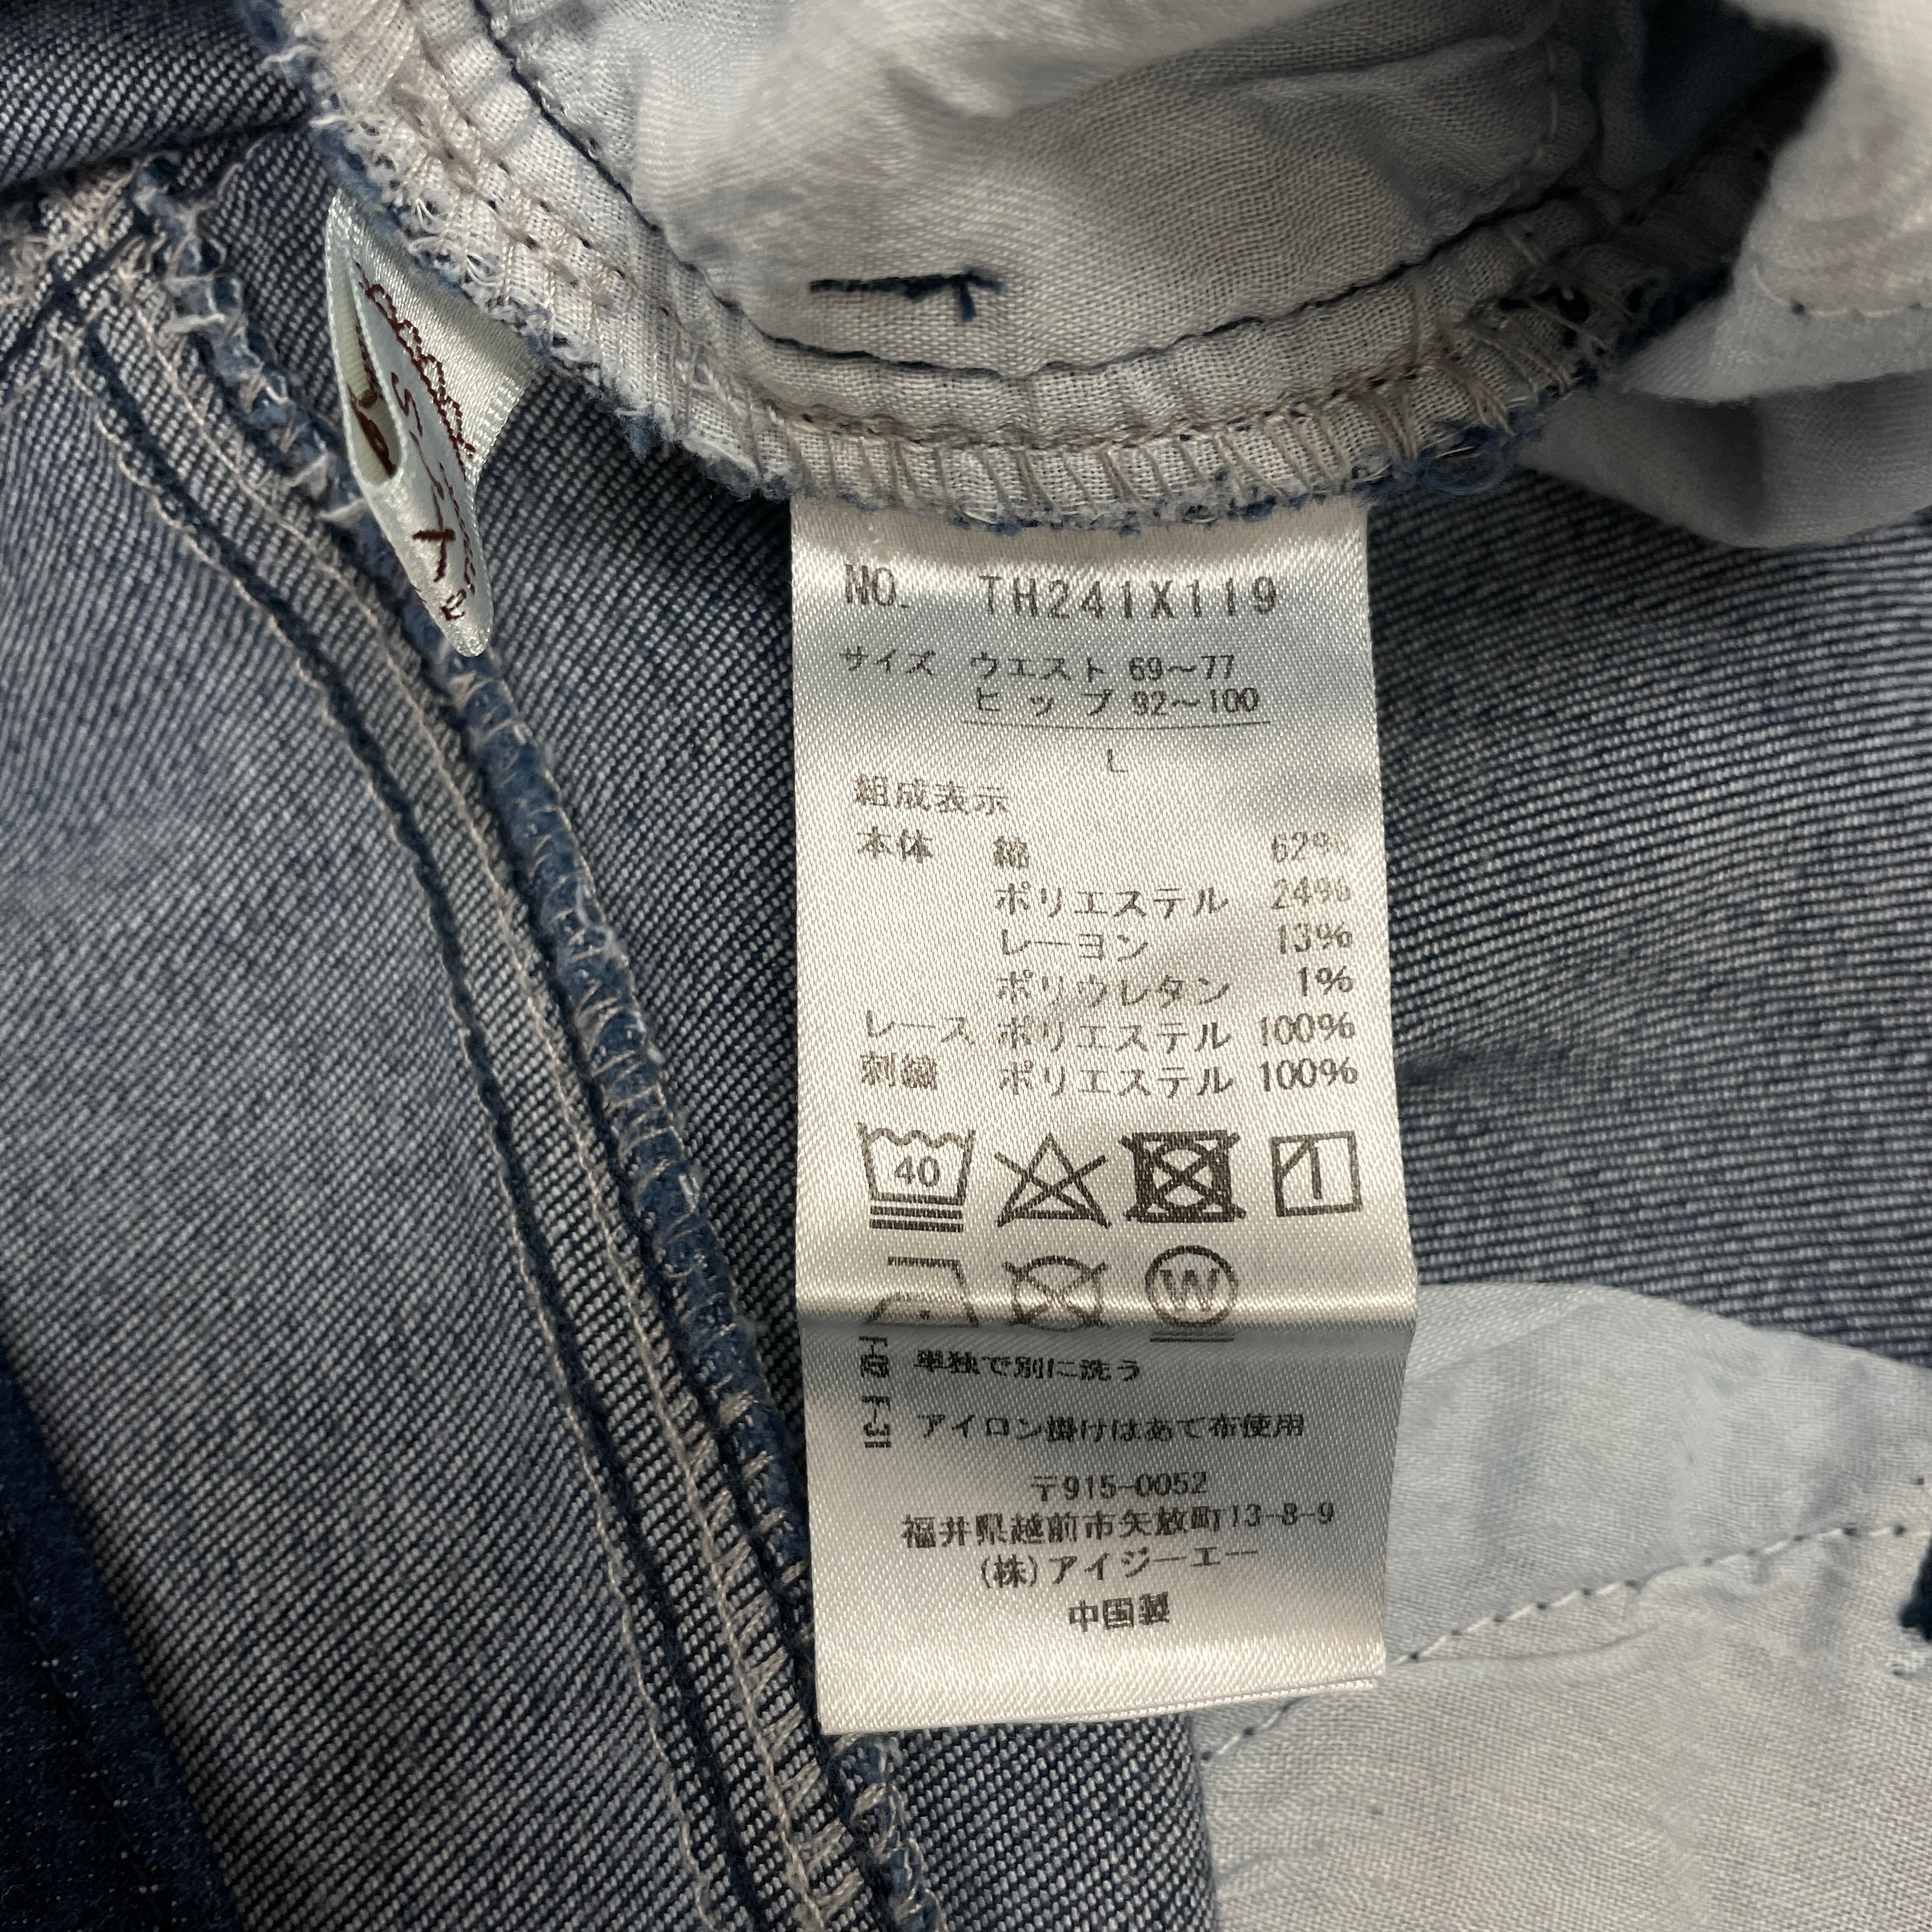 NO. TH241X119
サイズ ウエスト 69〜77
ヒップ 92〜100
L
組成表示
本体 綿 62%
ポリエステル 24%
レーヨン 13%
ポリウレタン 1%
レース ポリエステル 100%
刺繍 ポリエステル 100%
40
W
単独で別に洗う
F-31 アイロン掛けはあて布使用
〒915-0052
福井県越前市矢放町13-8-9
(株)アイジーエー
中国製